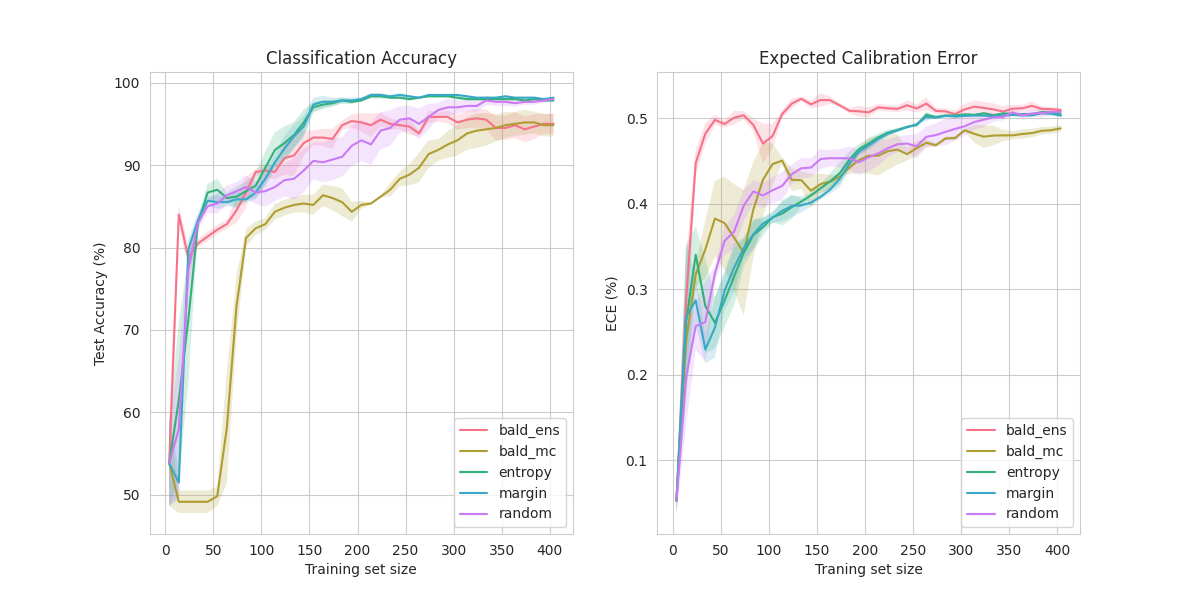 Classification Accuracy
100
90
80
70
60
50
Test Accuracy (%)
0 50 100 150 200 250 300 350 400
Training set size
bald_ens
bald_mc
entropy
margin
random
Expected Calibration Error
0.5
0.4
0.3
0.2
0.1
ECE (%)
0 50 100 150 200 250 300 350 400
Traning set size
bald_ens
bald_mc
entropy
margin
random